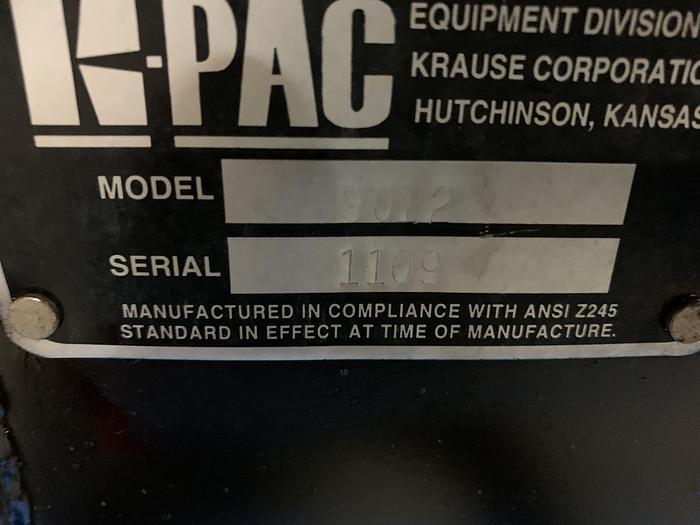 K-PAC
EQUIPMENT DIVISION
KRAUSE CORPORATIO
HUTCHINSON, KANSAS
MODEL 9012
SERIAL 1109
MANUFACTURED IN COMPLIANCE WITH ANSI Z245
STANDARD IN EFFECT AT TIME OF MANUFACTURE.